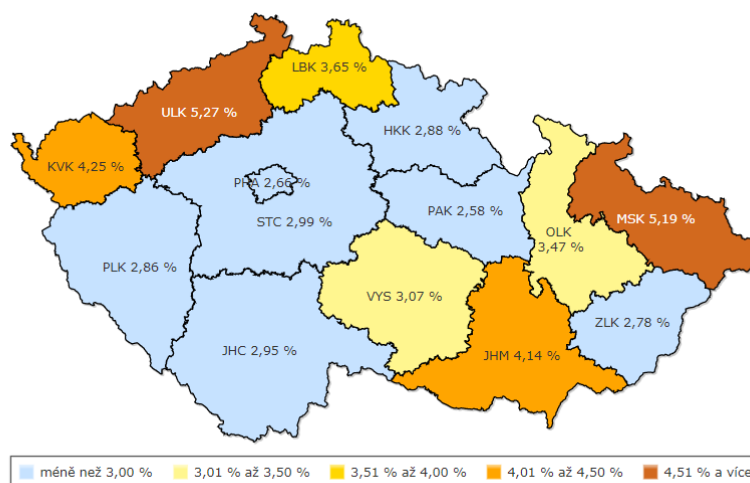 LBK 3,65 %
ULK 5,27 %
HKK 2,88 %
KVK 4,25 %
PHA 2,66 %
STC 2,99 %
PAK 2,58 %
OLK
3,47 %
MSK 5,19 %
PLK 2,86 %
VYS 3,07 %
ZLK 2,78 %
JHC 2,95 %
JHM 4,14 %
méně než 3,00 %
3,01 % až 3,50 %
3,51 % až 4,00 %
4,01 % až 4,50 %
4,51 % a více